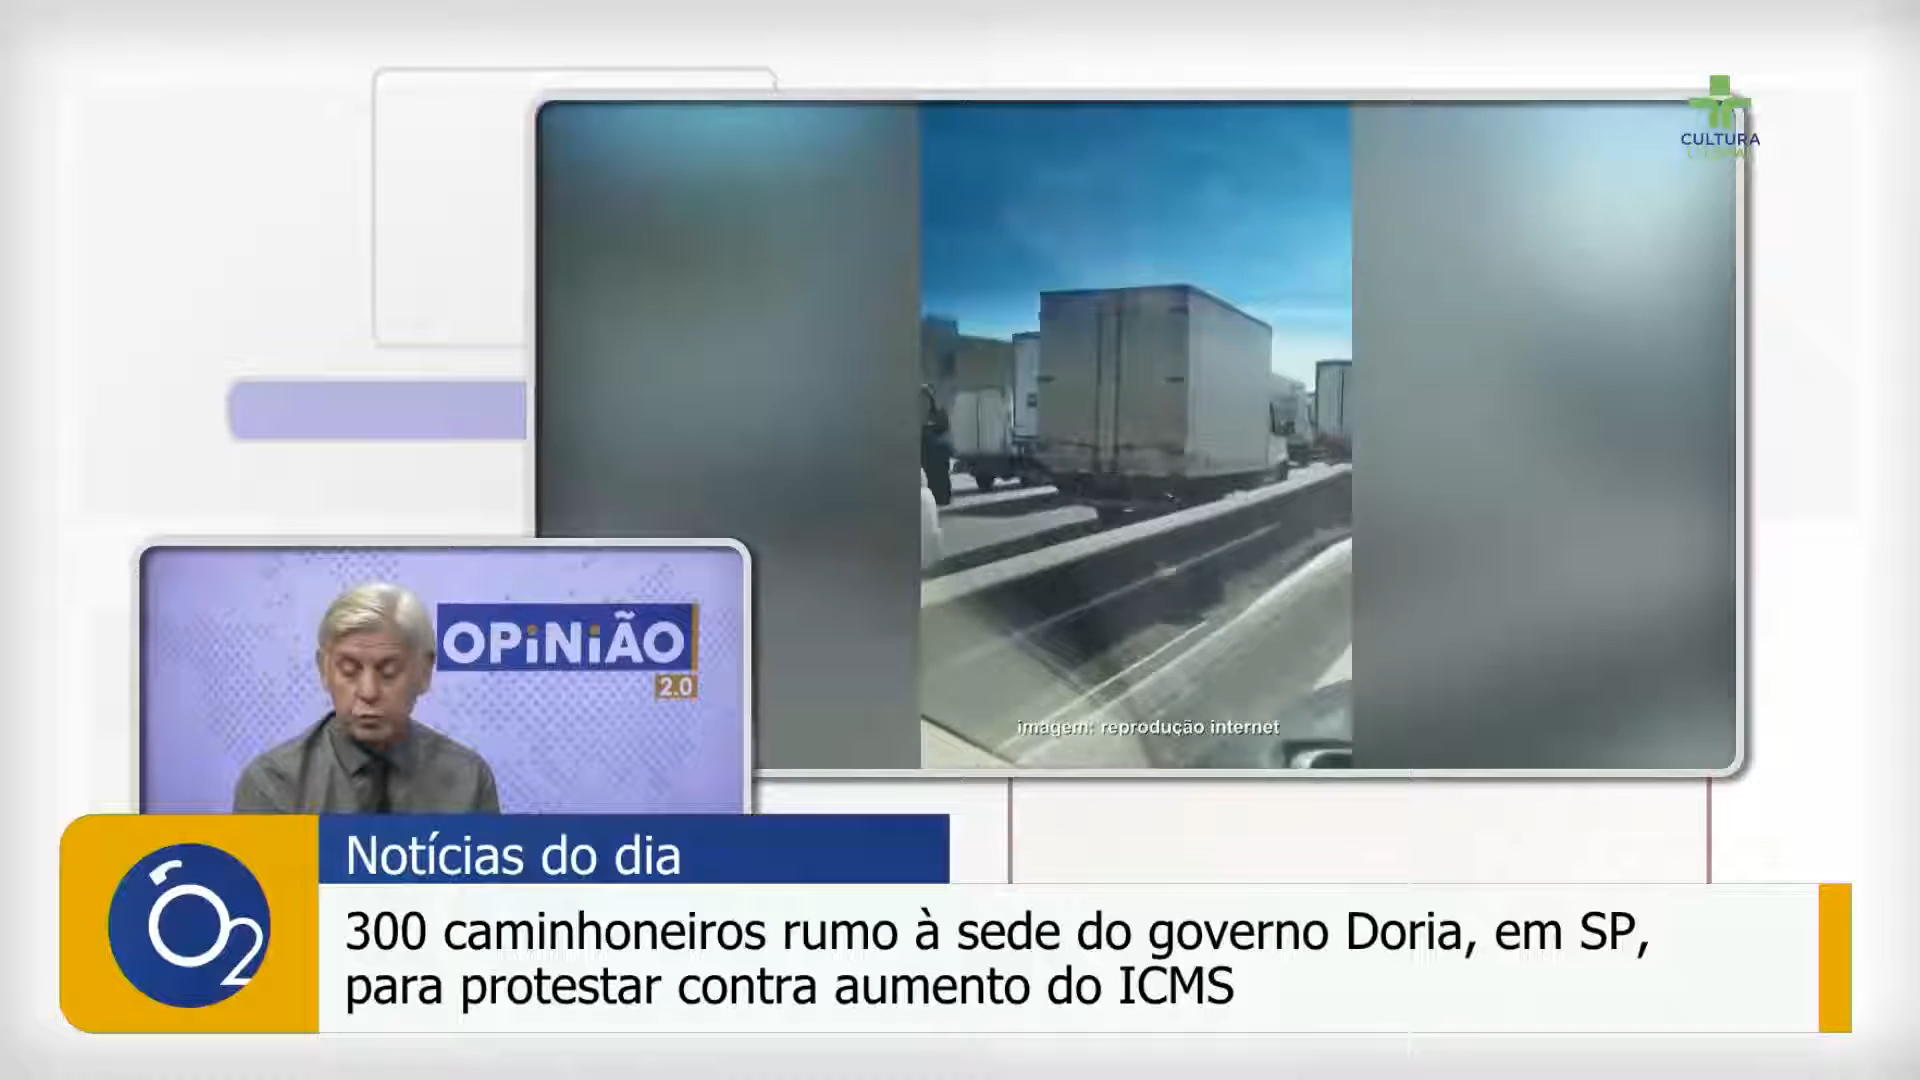 CULTURA
OPiNiÃO
2.0
imagem: reprodução internet
Ó2
Notícias do dia
300 caminhoneiros rumo à sede do governo Doria, em SP,
para protestar contra aumento do ICMS